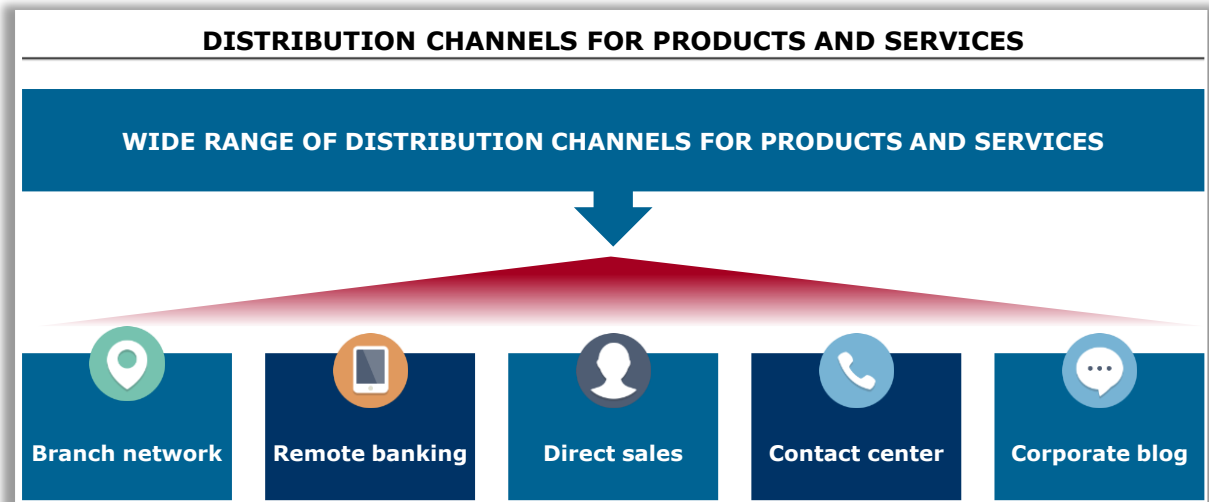 DISTRIBUTION CHANNELS FOR PRODUCTS AND SERVICES
WIDE RANGE OF DISTRIBUTION CHANNELS FOR PRODUCTS AND SERVICES
Branch network
Remote banking
Direct sales
Contact center
Corporate blog